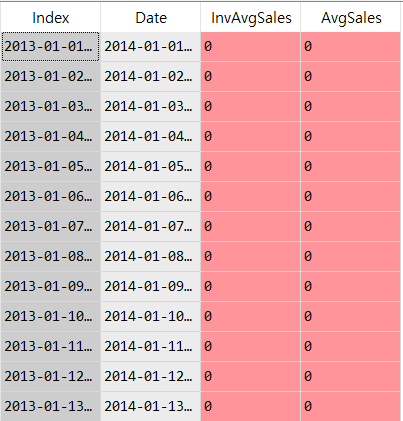 Index Date InvAvgSales AvgSales
2013-01-01... 2014-01-01... 0 0
2013-01-02... 2014-01-02... 0 0
2013-01-03... 2014-01-03... 0 0
2013-01-04... 2014-01-04... 0 0
2013-01-05... 2014-01-05... 0 0
2013-01-06... 2014-01-06... 0 0
2013-01-07... 2014-01-07... 0 0
2013-01-08... 2014-01-08... 0 0
2013-01-09... 2014-01-09... 0 0
2013-01-10... 2014-01-10... 0 0
2013-01-11... 2014-01-11... 0 0
2013-01-12... 2014-01-12... 0 0
2013-01-13... 2014-01-13... 0 0